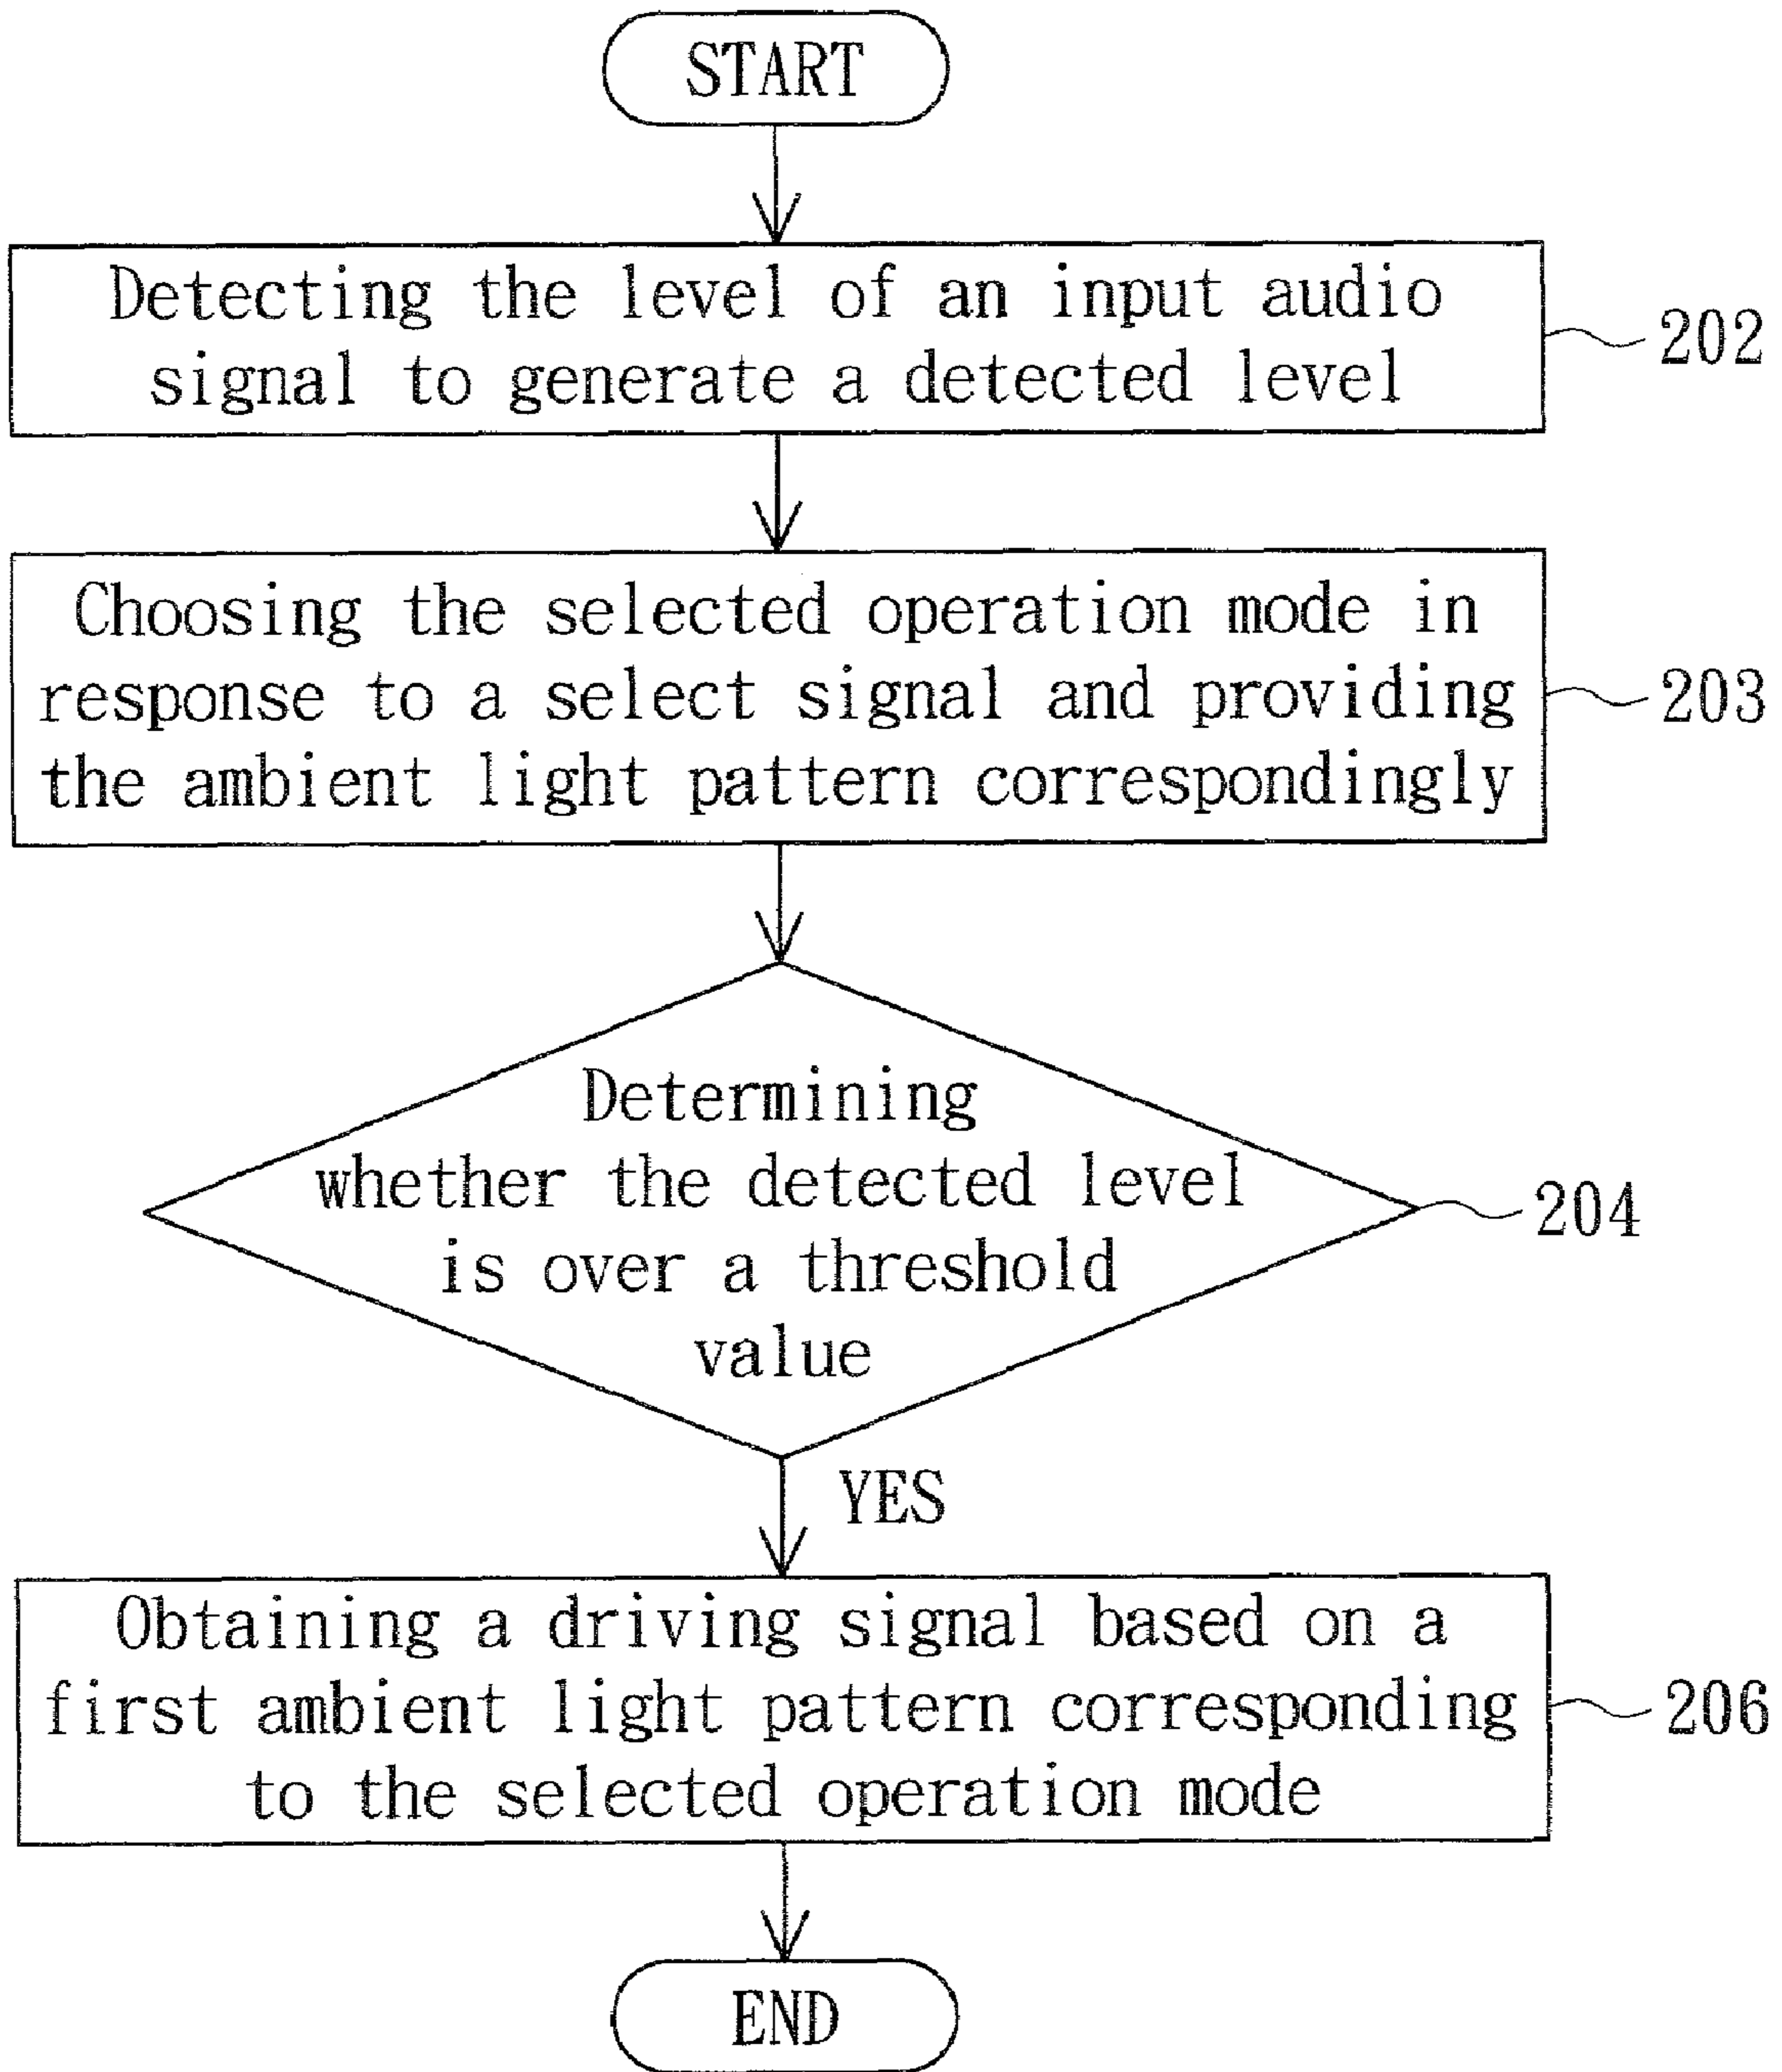 START
Detecting the level of an input audio
signal to generate a detected level
202
Choosing the selected operation mode in
response to a select signal and providing
the ambient light pattern correspondingly
203
Determining
whether the detected level
is over a threshold
value
204
YES
Obtaining a driving signal based on a
first ambient light pattern corresponding
to the selected operation mode
206
END